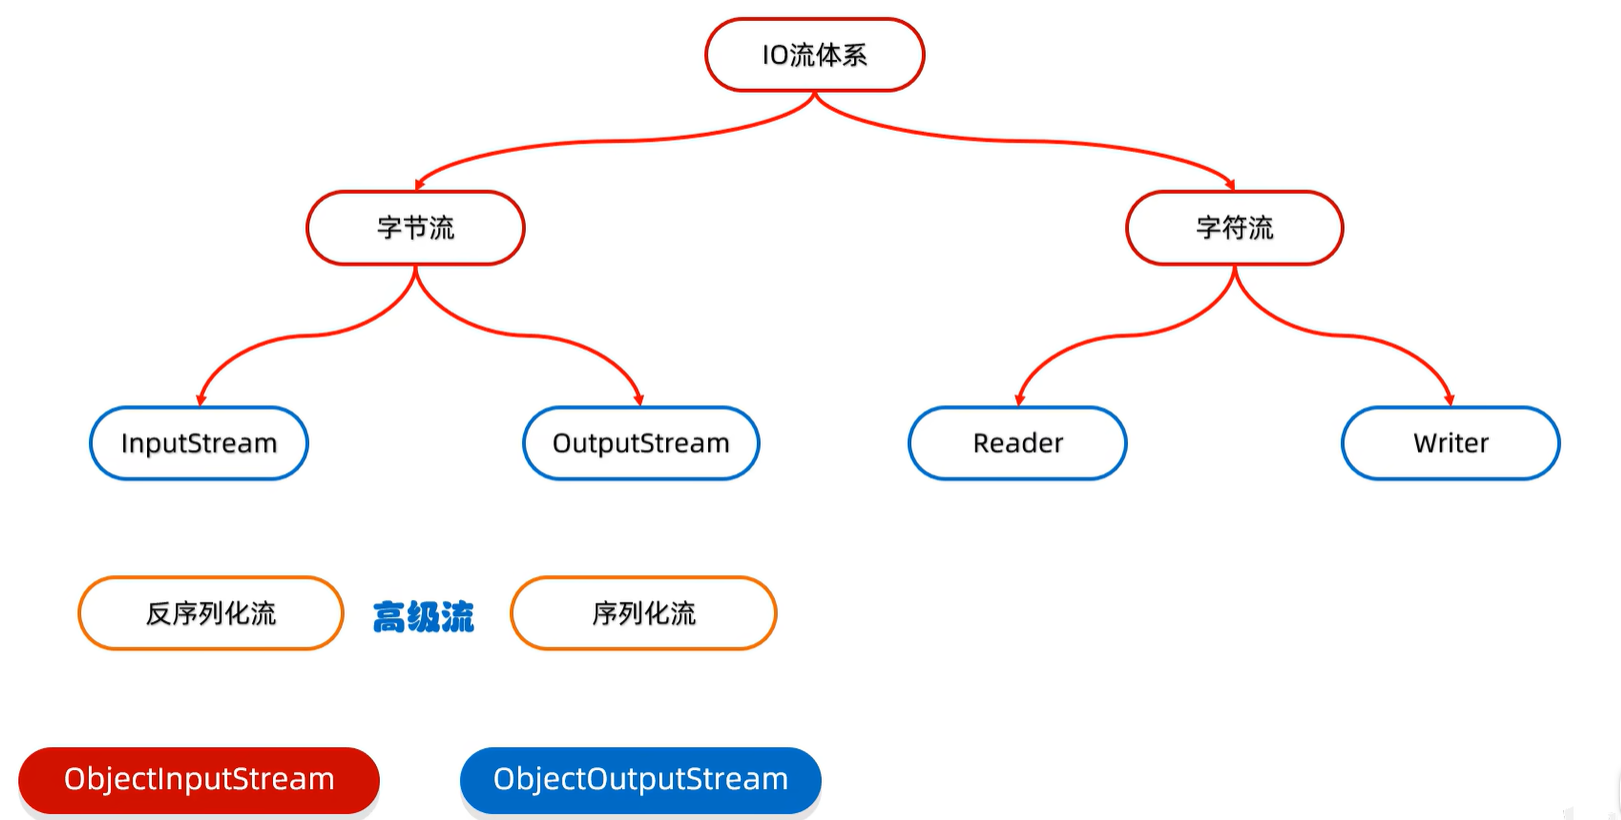 IO流体系
字节流
字符流
InputStream
OutputStream
Reader
Writer
反序列化流
高级流
序列化流
ObjectInputStream
ObjectOutputStream